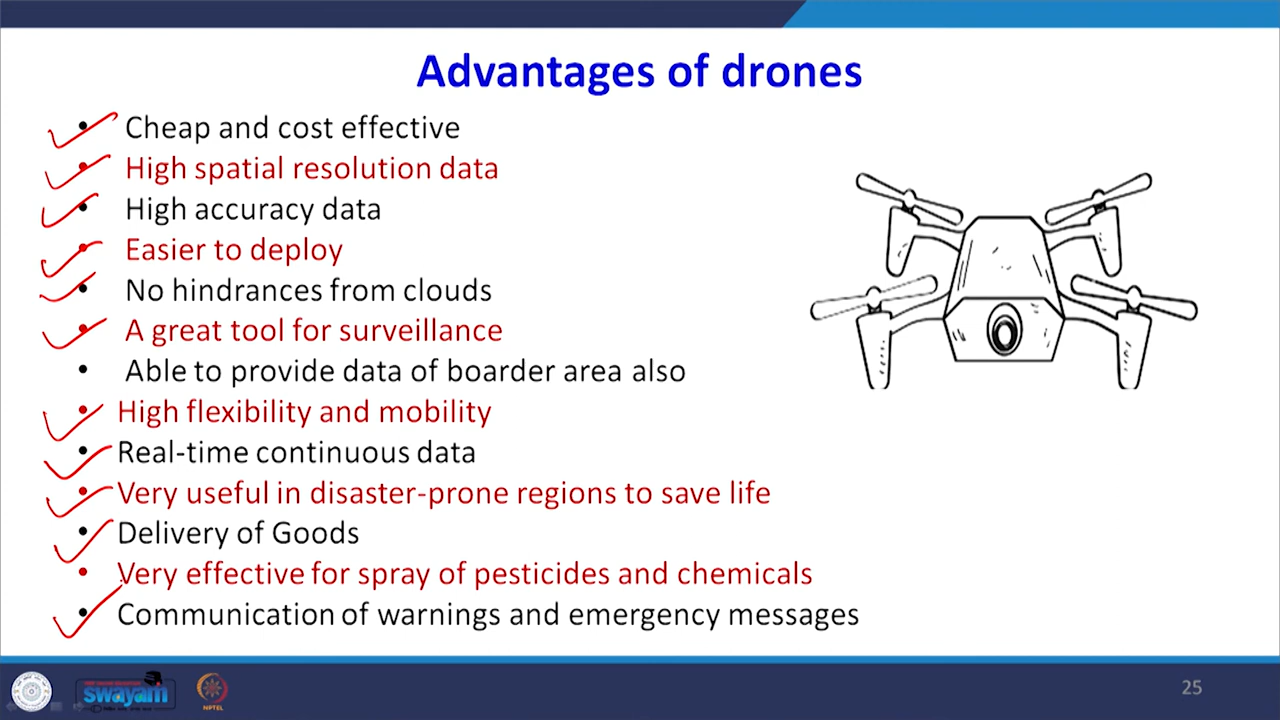 Advantages of drones
• Cheap and cost effective
• High spatial resolution data
• High accuracy data
• Easier to deploy
• No hindrances from clouds
• A great tool for surveillance
• Able to provide data of boarder area also
• High flexibility and mobility
• Real-time continuous data
• Very useful in disaster-prone regions to save life
• Delivery of Goods
• Very effective for spray of pesticides and chemicals
• Communication of warnings and emergency messages
swayam
NPTEL
25